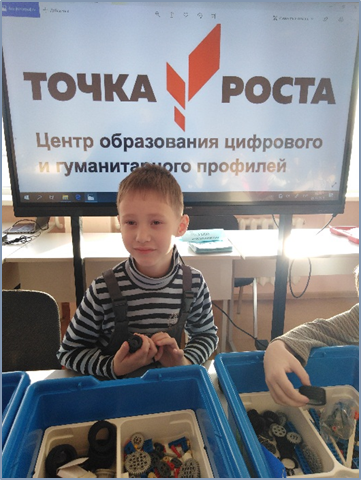 ТОЧКА РОСТА
Центр образования цифрового
и гуманитарного профилей